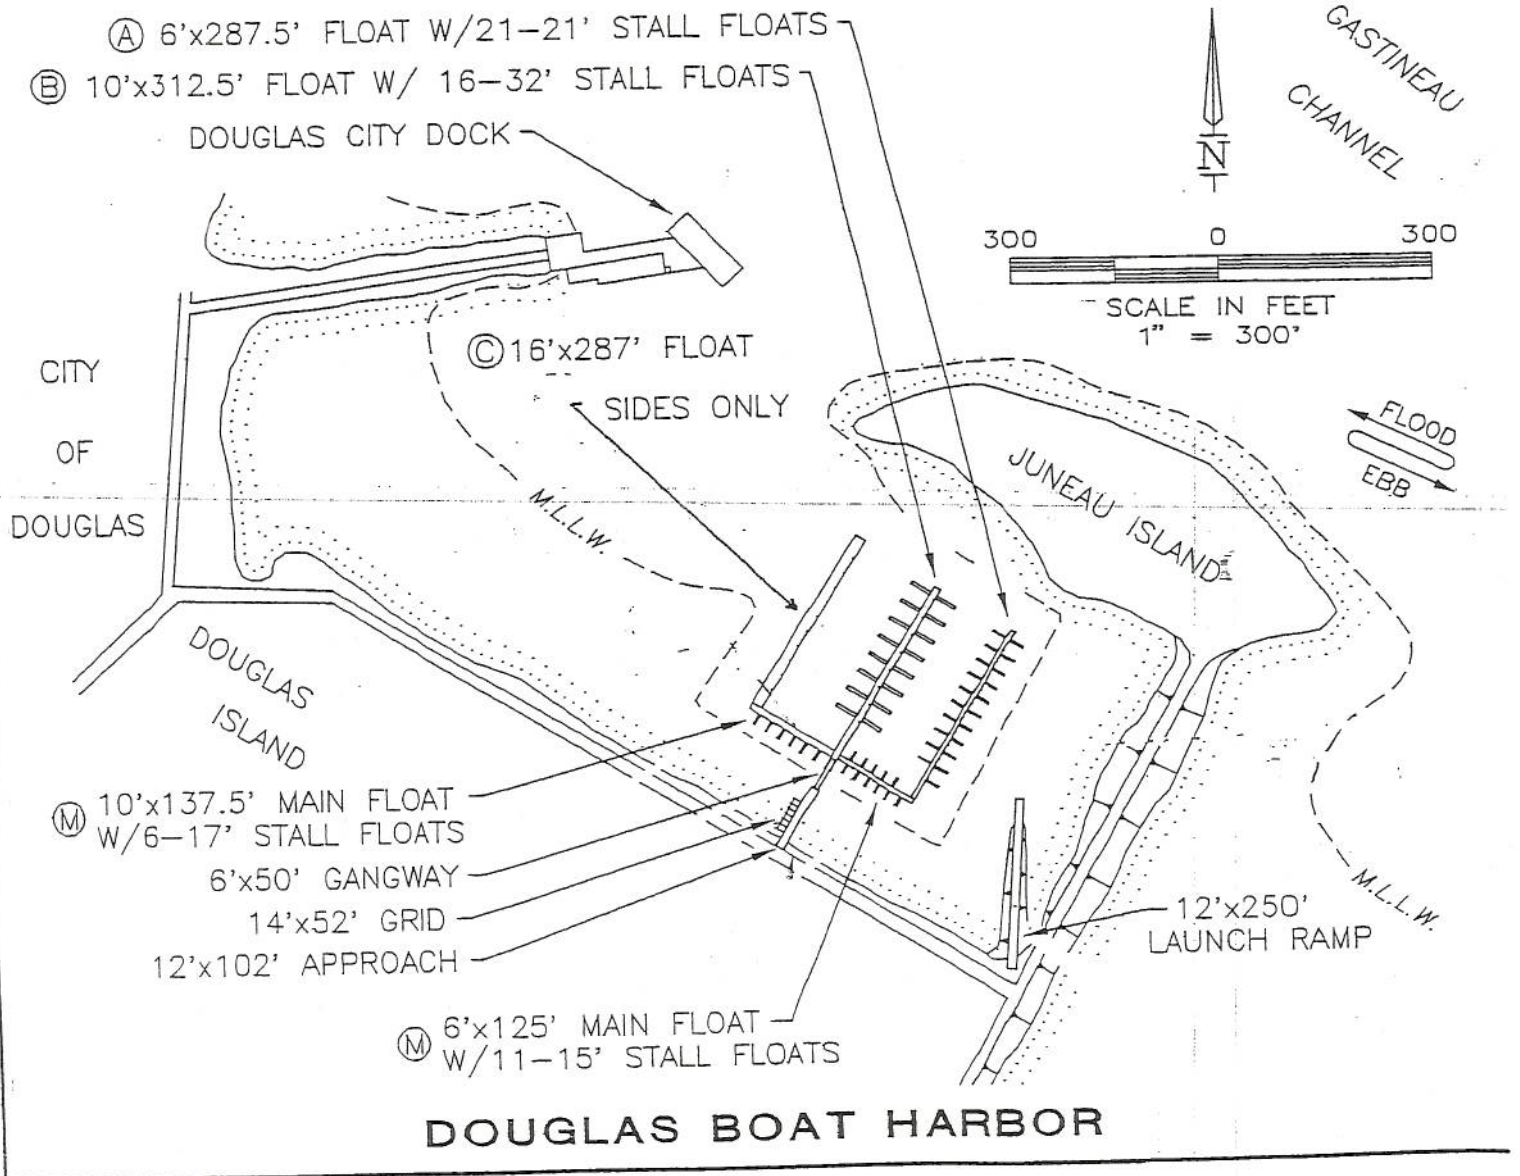 Ⓐ 6'x287.5' FLOAT W/21-21' STALL FLOATS
Ⓑ 10'x312.5' FLOAT W/ 16-32' STALL FLOATS
DOUGLAS CITY DOCK
GASTINEAU
CHANNEL
N
300 0 300
SCALE IN FEET
1" = 300'
Ⓒ 16'x287' FLOAT
SIDES ONLY
CITY
OF
DOUGLAS
M.L.L.W.
JUNEAU ISLAND
FLOOD
EBB
DOUGLAS
ISLAND
Ⓜ 10'x137.5' MAIN FLOAT
W/6-17' STALL FLOATS
6'x50' GANGWAY
14'x52' GRID
12'x102' APPROACH
12'x250'
LAUNCH RAMP
M.L.L.W.
Ⓜ 6'x125' MAIN FLOAT
W/11-15' STALL FLOATS
DOUGLAS BOAT HARBOR